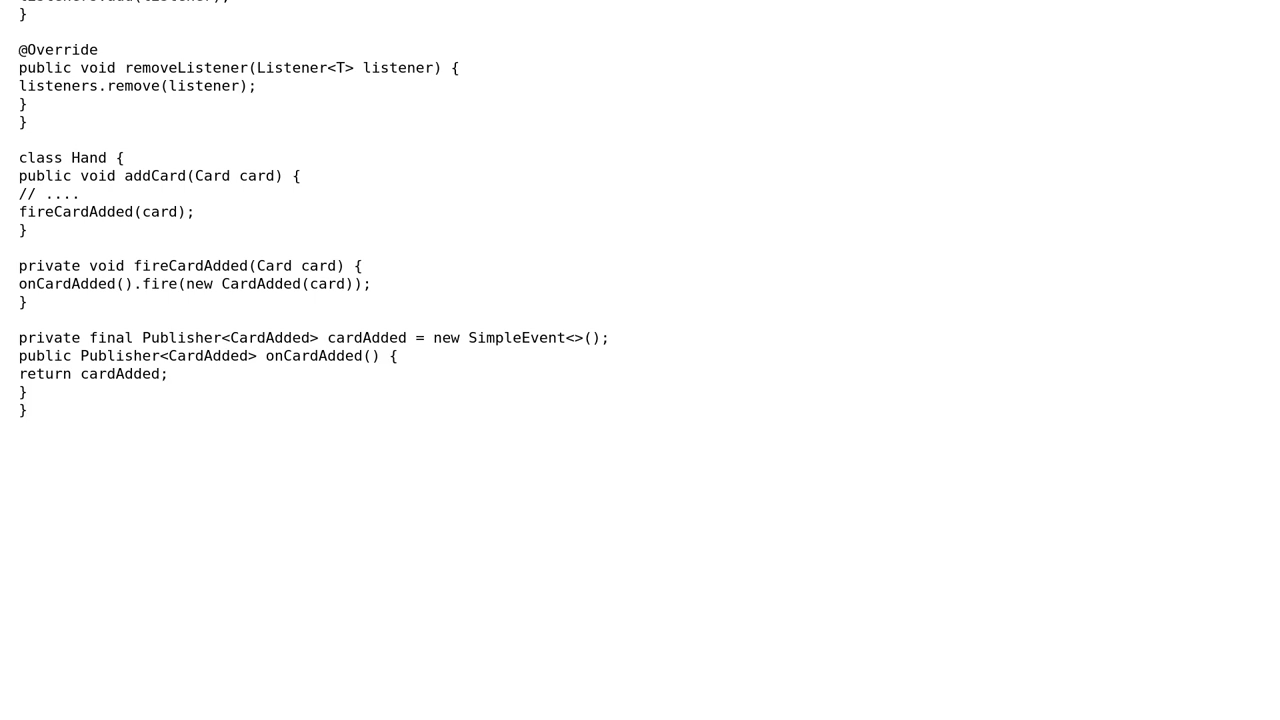 }

@Override
public void removeListener(Listener<T> listener) {
listeners.remove(listener);
}
}

class Hand {
public void addCard(Card card) {
// ....
fireCardAdded(card);
}

private void fireCardAdded(Card card) {
onCardAdded().fire(new CardAdded(card));
}

private final Publisher<CardAdded> cardAdded = new SimpleEvent<>();
public Publisher<CardAdded> onCardAdded() {
return cardAdded;
}
}